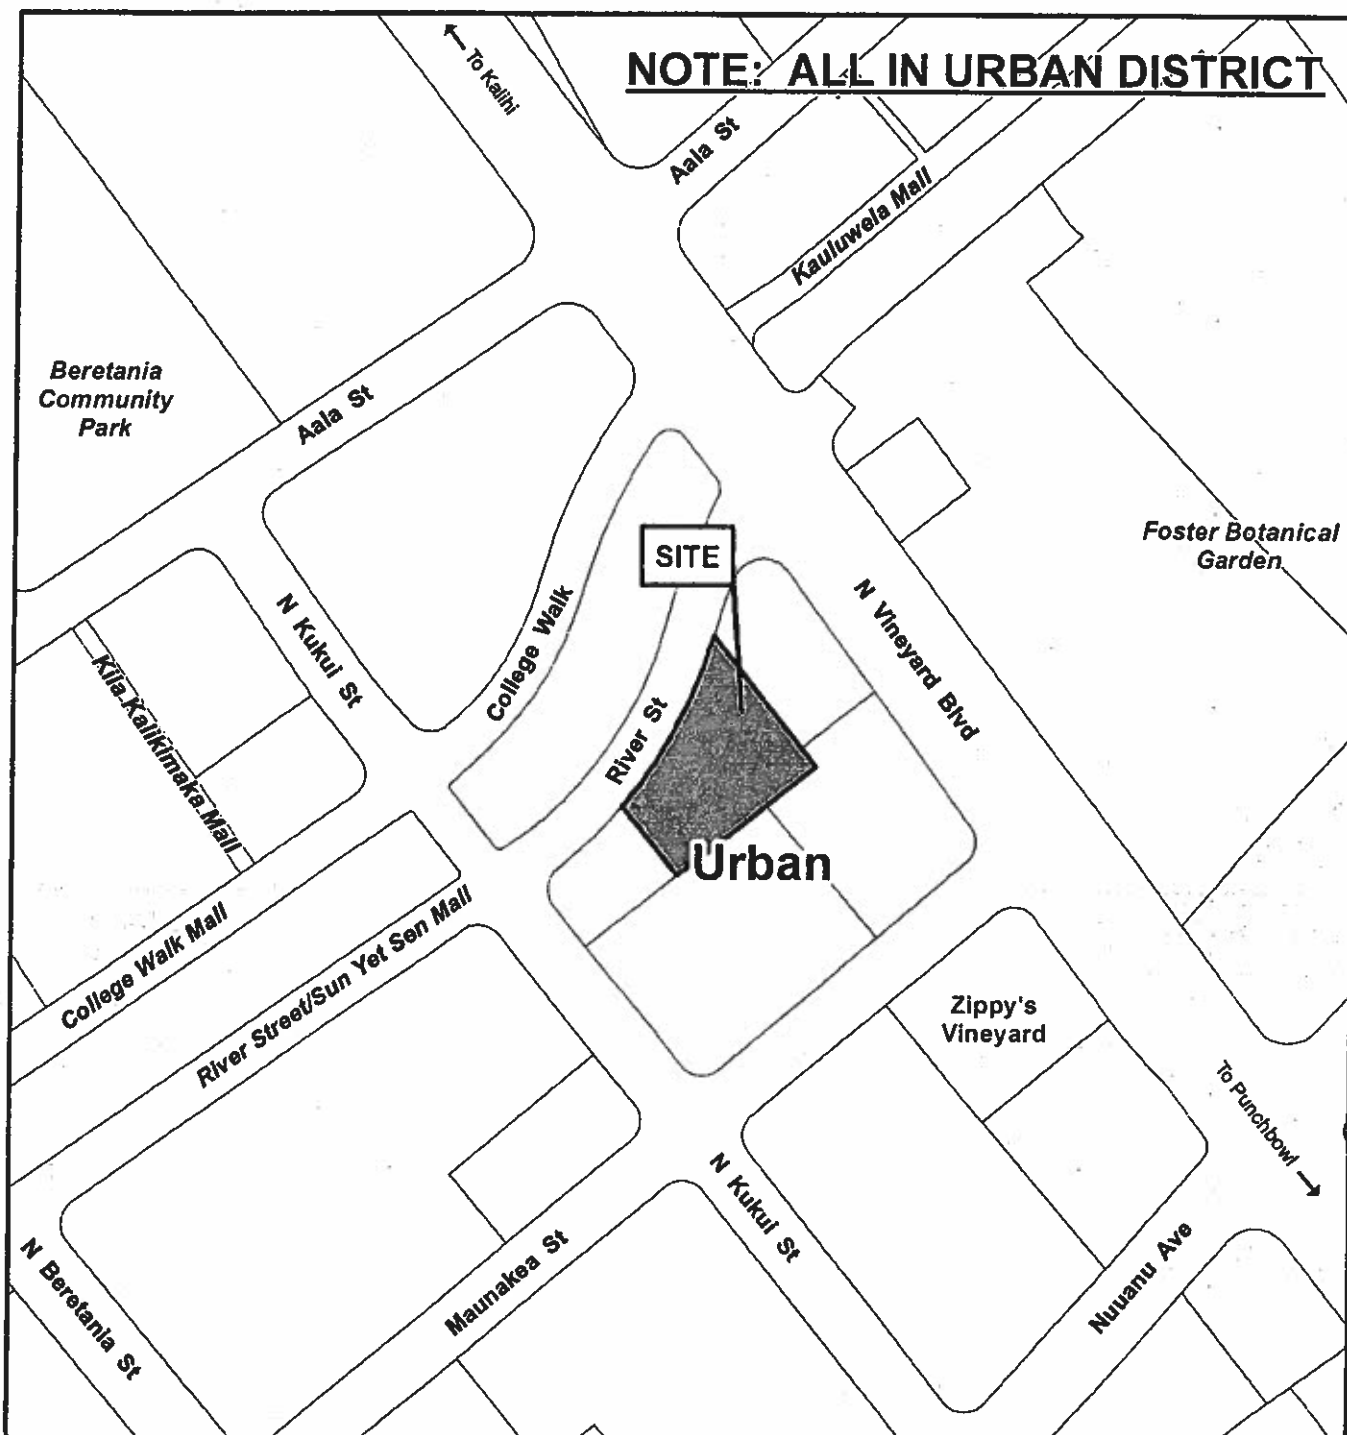 NOTE: ALL IN URBAN DISTRICT
To Kalihi
Aala St
Kauluwela Mall
Beretania
Community
Park
Aala St
Foster Botanical
Garden
SITE
N Kukui St
College Walk
N Vineyard Blvd
Kila Kalikimaka Mall
River St
Urban
College Walk Mall
River Street/Sun Yet Sen Mall
Zippy's
Vineyard
To Punchbowl
N Kukui St
Nuuanu Ave
Maunakea St
N Beretania St